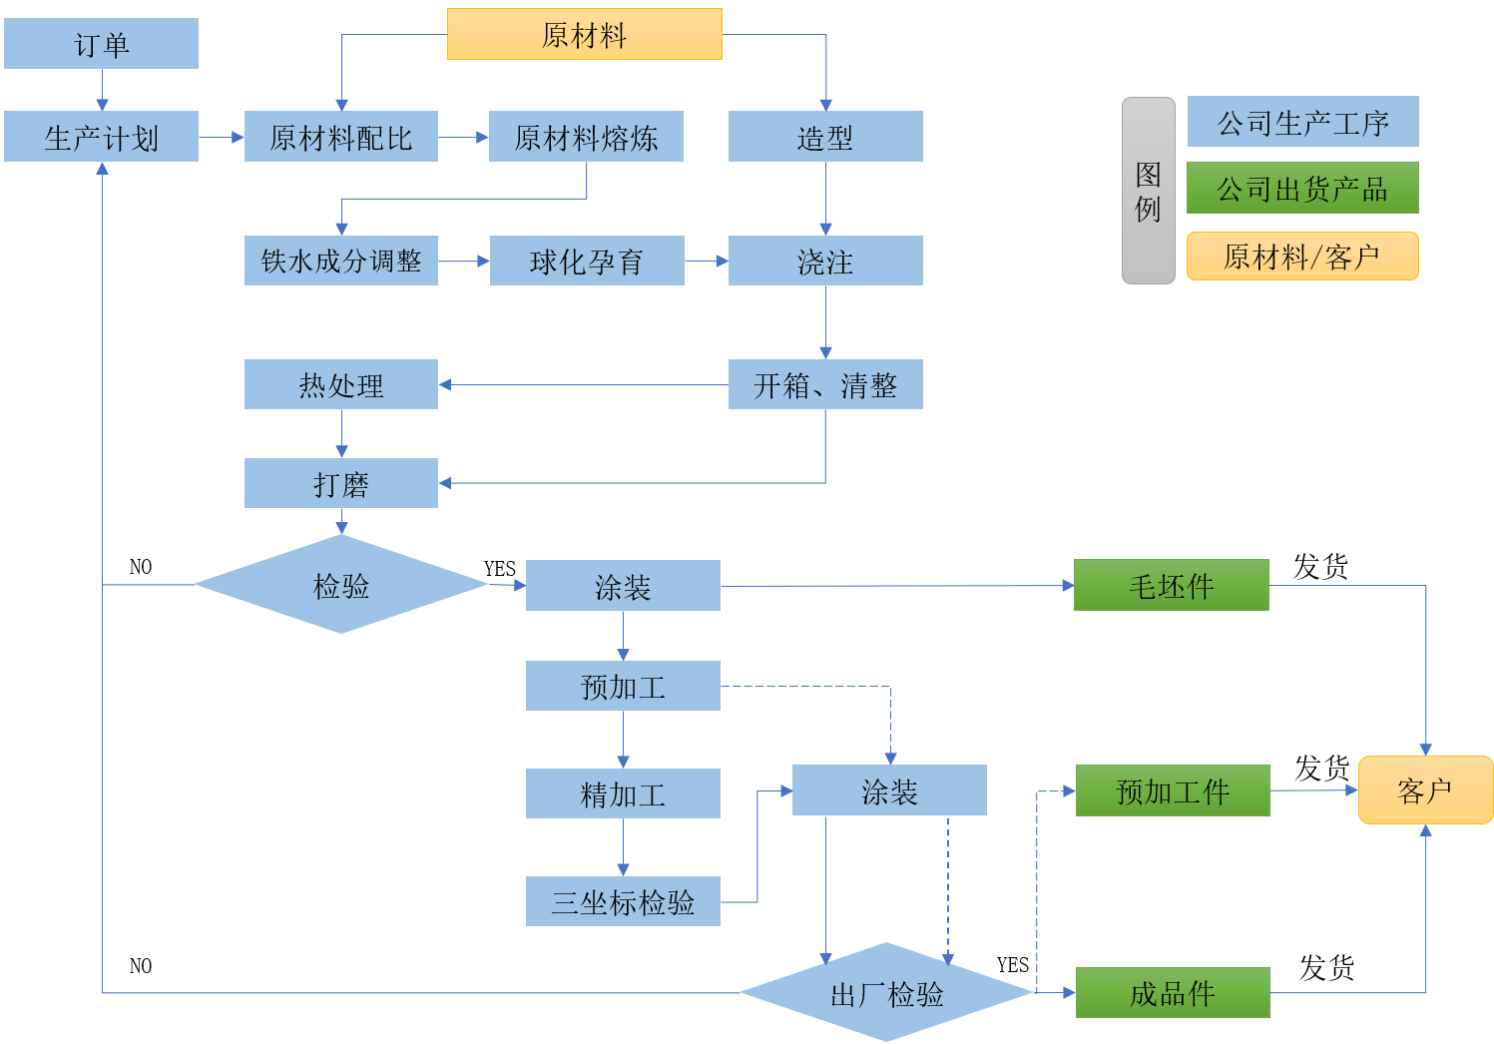 订单
原材料
生产计划
原材料配比
原材料熔炼
造型
图例
公司生产工序
公司出货产品
原材料/客户
铁水成分调整
球化孕育
浇注
热处理
开箱、清整
打磨
检验
NO
YES
涂装
毛坯件
发货
预加工
精加工
涂装
预加工件
发货
客户
三坐标检验
NO
出厂检验
YES
成品件
发货